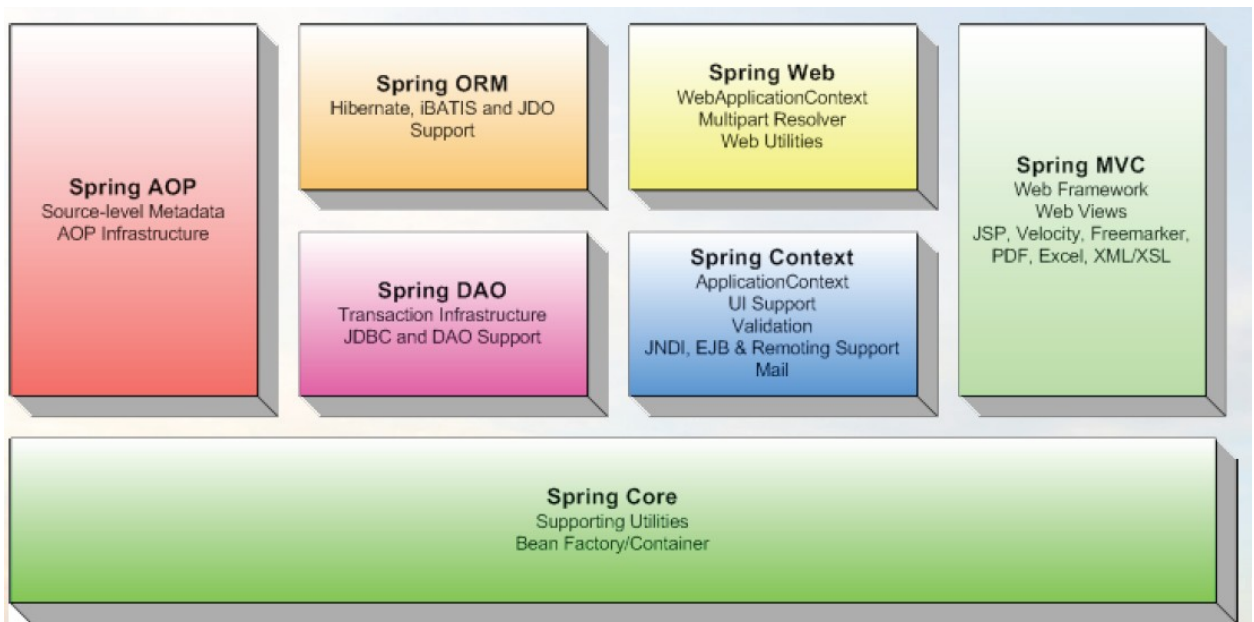 Spring AOP
Source-level Metadata
AOP Infrastructure
Spring ORM
Hibernate, iBATIS and JDO
Support
Spring DAO
Transaction Infrastructure
JDBC and DAO Support
Spring Web
WebApplicationContext
Multipart Resolver
Web Utilities
Spring Context
ApplicationContext
UI Support
Validation
JNDI, EJB & Remoting Support
Mail
Spring MVC
Web Framework
Web Views
JSP, Velocity, Freemarker,
PDF, Excel, XML/XSL
Spring Core
Supporting Utilities
Bean Factory/Container